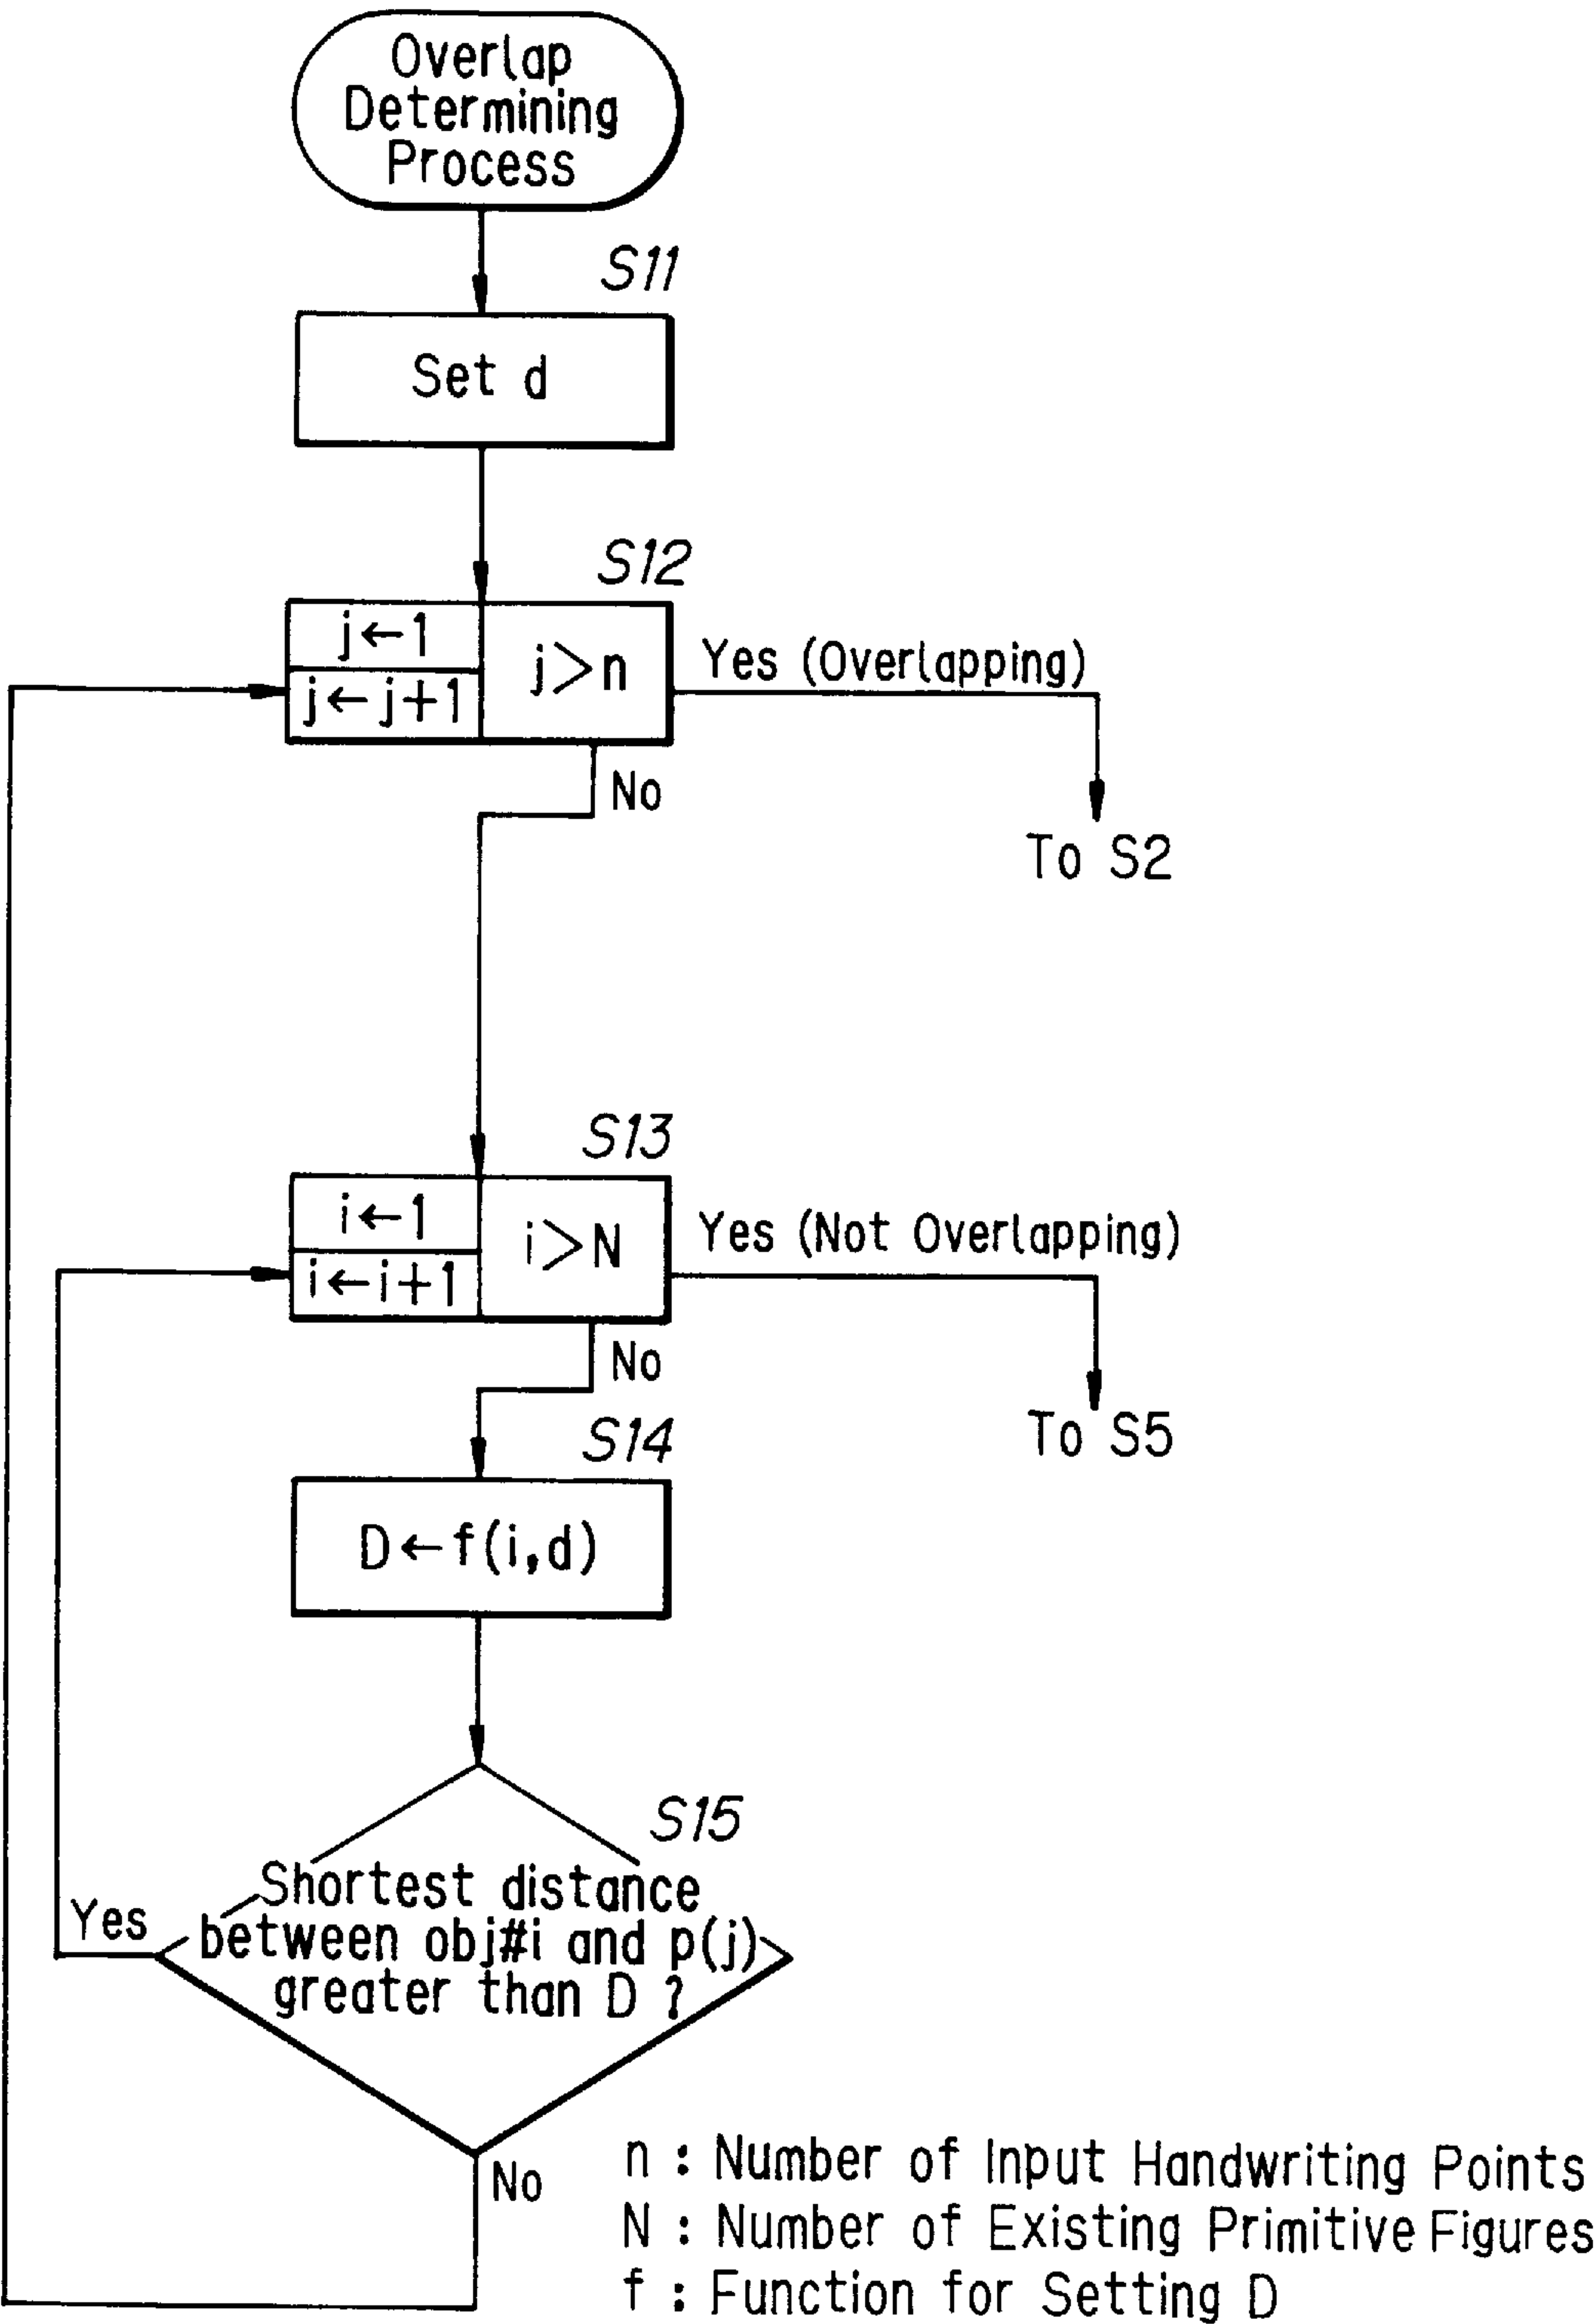 Overlap
Determining
Process
S11
Set d
S12
j←1
j←j+1
j>n
Yes (Overlapping)
No
To S2
S13
i←1
i←i+1
i>N
Yes (Not Overlapping)
No
To S5
S14
D←f(i,d)
S15
Shortest distance
between obj#i and p(j)
greater than D ?
Yes
No
n : Number of Input Handwriting Points
N : Number of Existing Primitive Figures
f : Function for Setting D